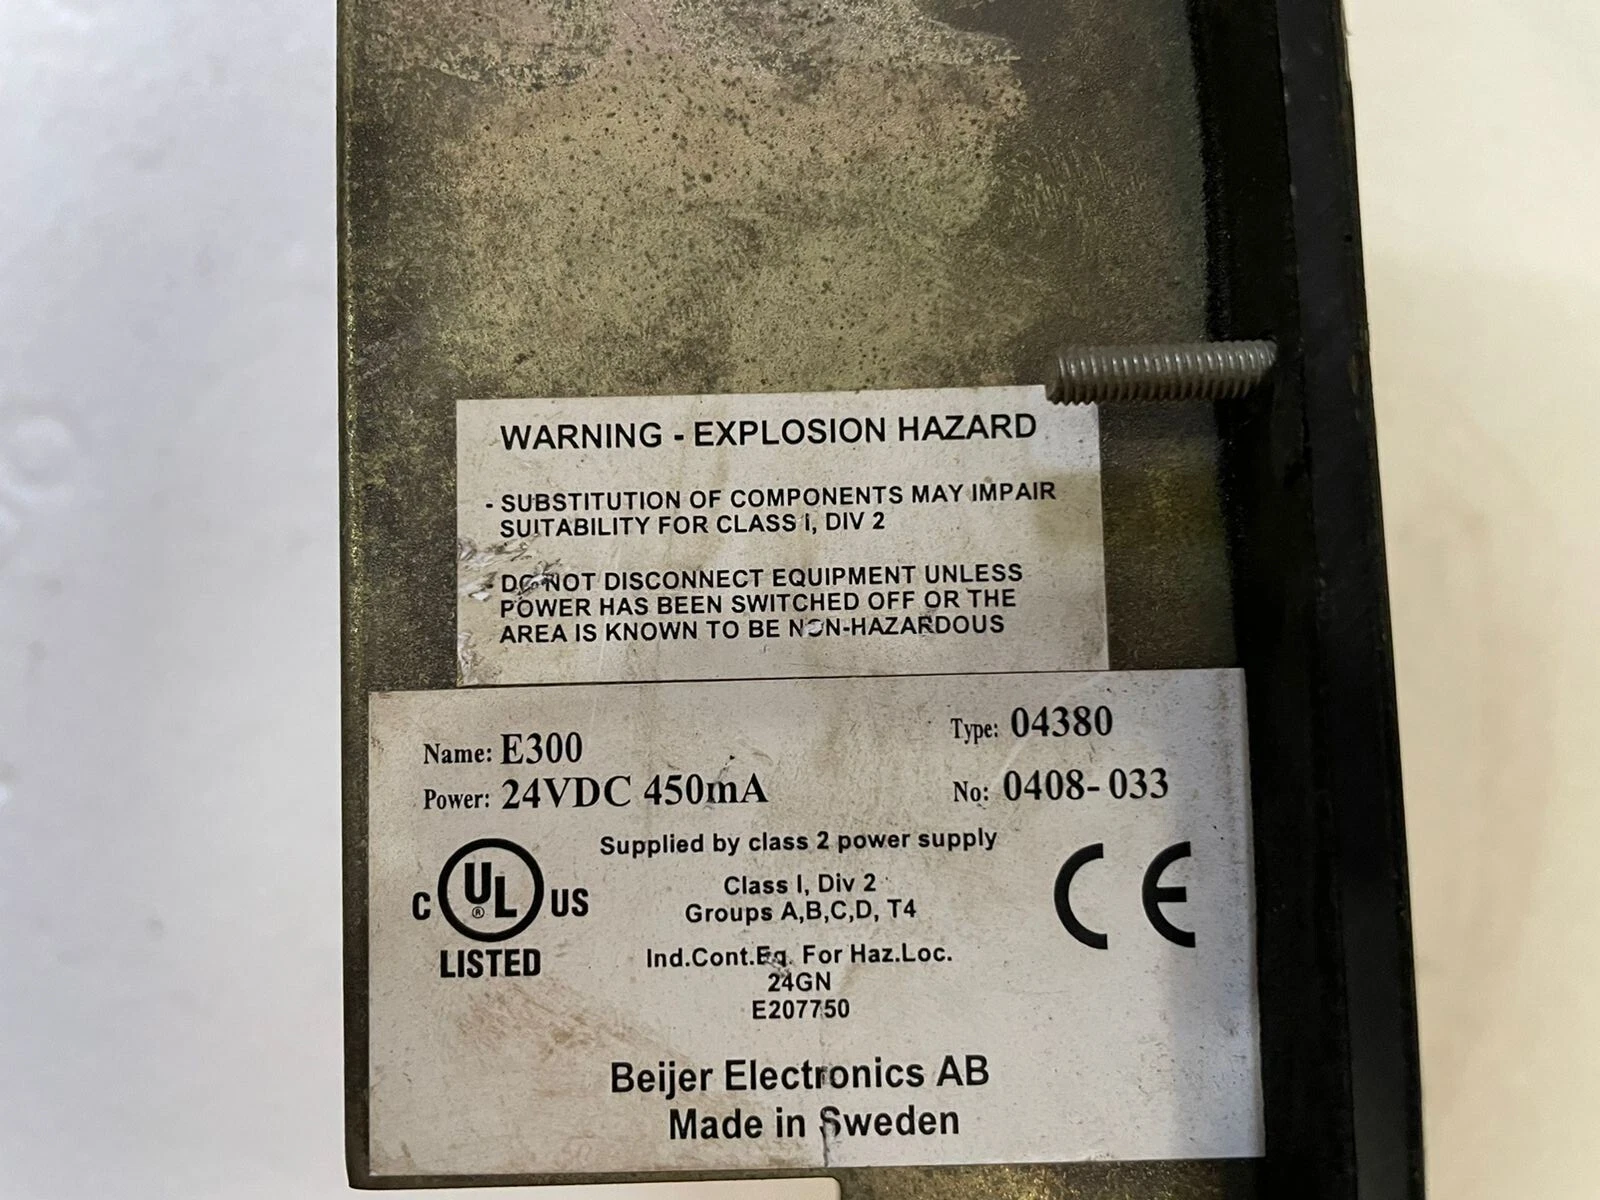 WARNING - EXPLOSION HAZARD
- SUBSTITUTION OF COMPONENTS MAY IMPAIR
SUITABILITY FOR CLASS I, DIV 2
- DO NOT DISCONNECT EQUIPMENT UNLESS
POWER HAS BEEN SWITCHED OFF OR THE
AREA IS KNOWN TO BE NON-HAZARDOUS
Name: E300
Type: 04380
Power: 24VDC 450mA
No: 0408-033
Supplied by class 2 power supply
C UL ® US
LISTED
Class I, Div 2
Groups A,B,C,D, T4
Ind.Cont.Eq. For Haz.Loc.
24GN
E207750
CE
Beijer Electronics AB
Made in Sweden